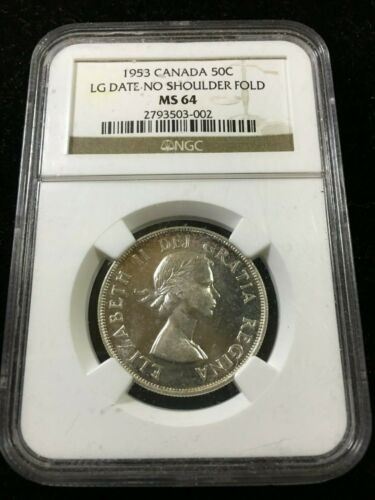 1953 CANADA 50C
LG DATE NO SHOULDER FOLD
MS 64
2793503-002
NGC
ELIZABETH II DEI GRATIA REGINA